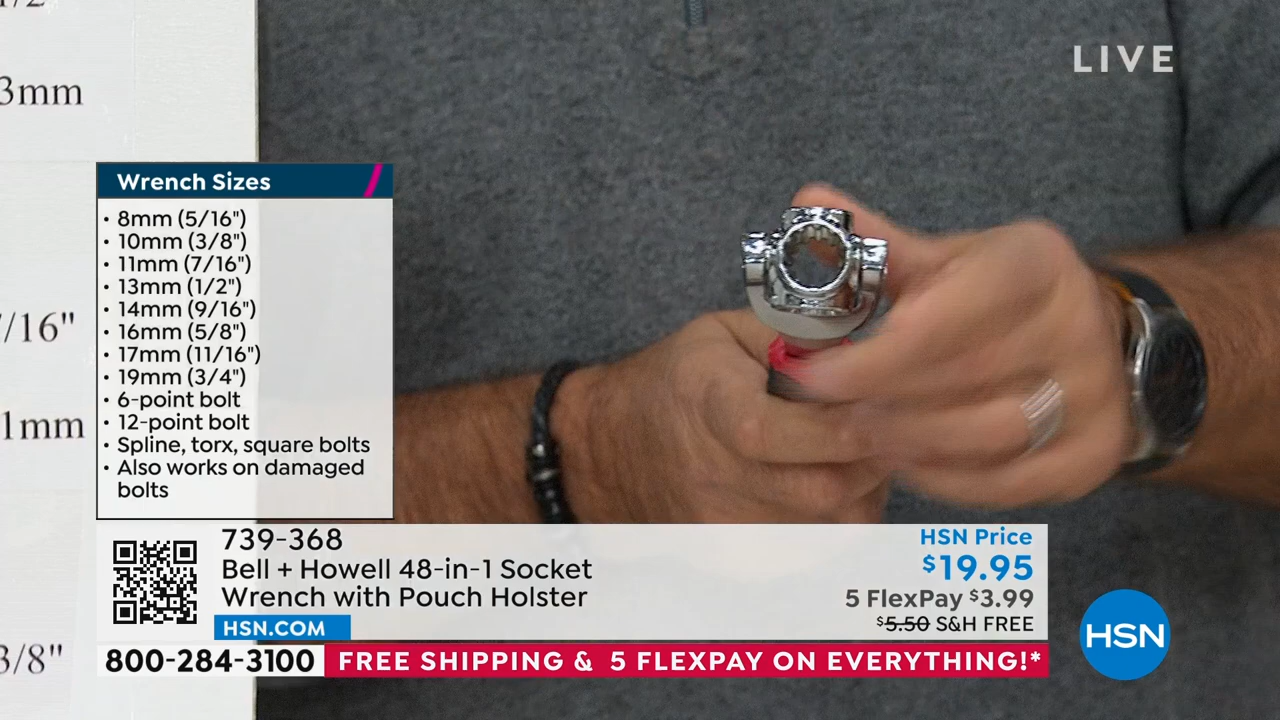 LIVE
3mm
/16"
1mm
3/8"
Wrench Sizes
• 8mm (5/16")
• 10mm (3/8")
• 11mm (7/16")
• 13mm (1/2")
• 14mm (9/16")
• 16mm (5/8")
• 17mm (11/16")
• 19mm (3/4")
• 6-point bolt
• 12-point bolt
• Spline, torx, square bolts
• Also works on damaged
bolts
739-368
Bell + Howell 48-in-1 Socket
Wrench with Pouch Holster
HSN.COM
HSN Price
$19.95
5 FlexPay $3.99
$5.50 S&H FREE
HSN
800-284-3100
FREE SHIPPING & 5 FLEXPAY ON EVERYTHING!*